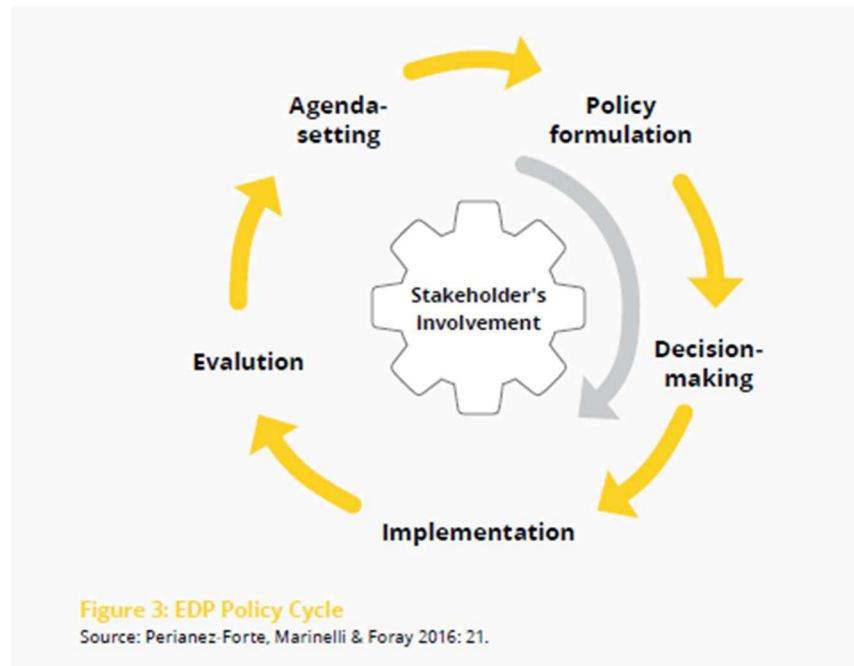 Agenda-
setting
Policy
formulation
Stakeholder's
Involvement
Decision-
making
Evalution
Implementation
Figure 3: EDP Policy Cycle
Source: Perianez-Forte, Marinelli & Foray 2016: 21.